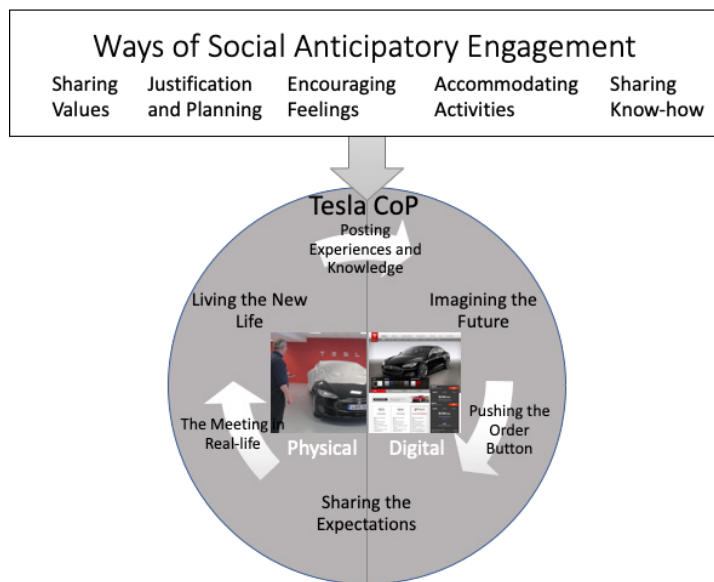 Ways of Social Anticipatory Engagement
Sharing Values
Justification and Planning
Encouraging Feelings
Accommodating Activities
Sharing Know-how
Tesla CoP
Posting
Experiences and
Knowledge
Living the New
Life
Imagining the
Future
TESL
The Meeting in
Real-life
Pushing the
Order
Button
Physical
Digital
Sharing the
Expectations